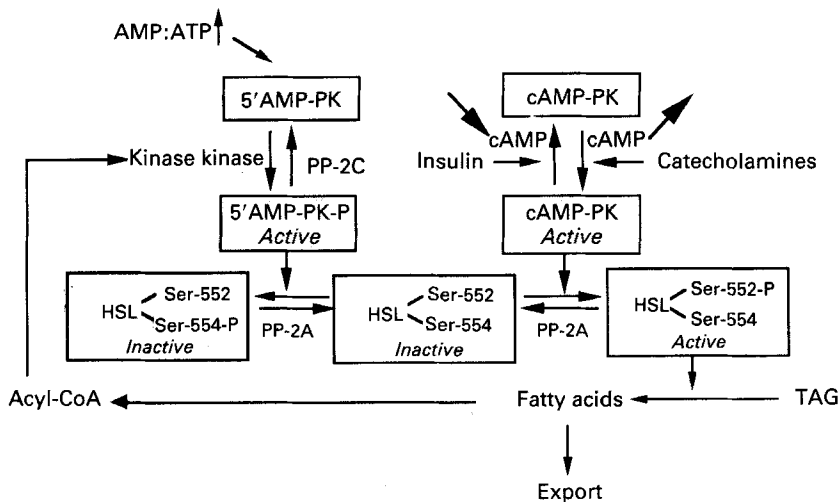 AMP:ATP
5'AMP-PK
cAMP-PK
Kinase kinase
PP-2C
cAMP
cAMP
Insulin
Catecholamines
5'AMP-PK-P
Active
cAMP-PK
Active
HSL
Ser-552
Ser-554-P
Inactive
PP-2A
HSL
Ser-552
Ser-554
Inactive
PP-2A
HSL
Ser-552-P
Ser-554
Active
Acyl-CoA
Fatty acids
TAG
Export